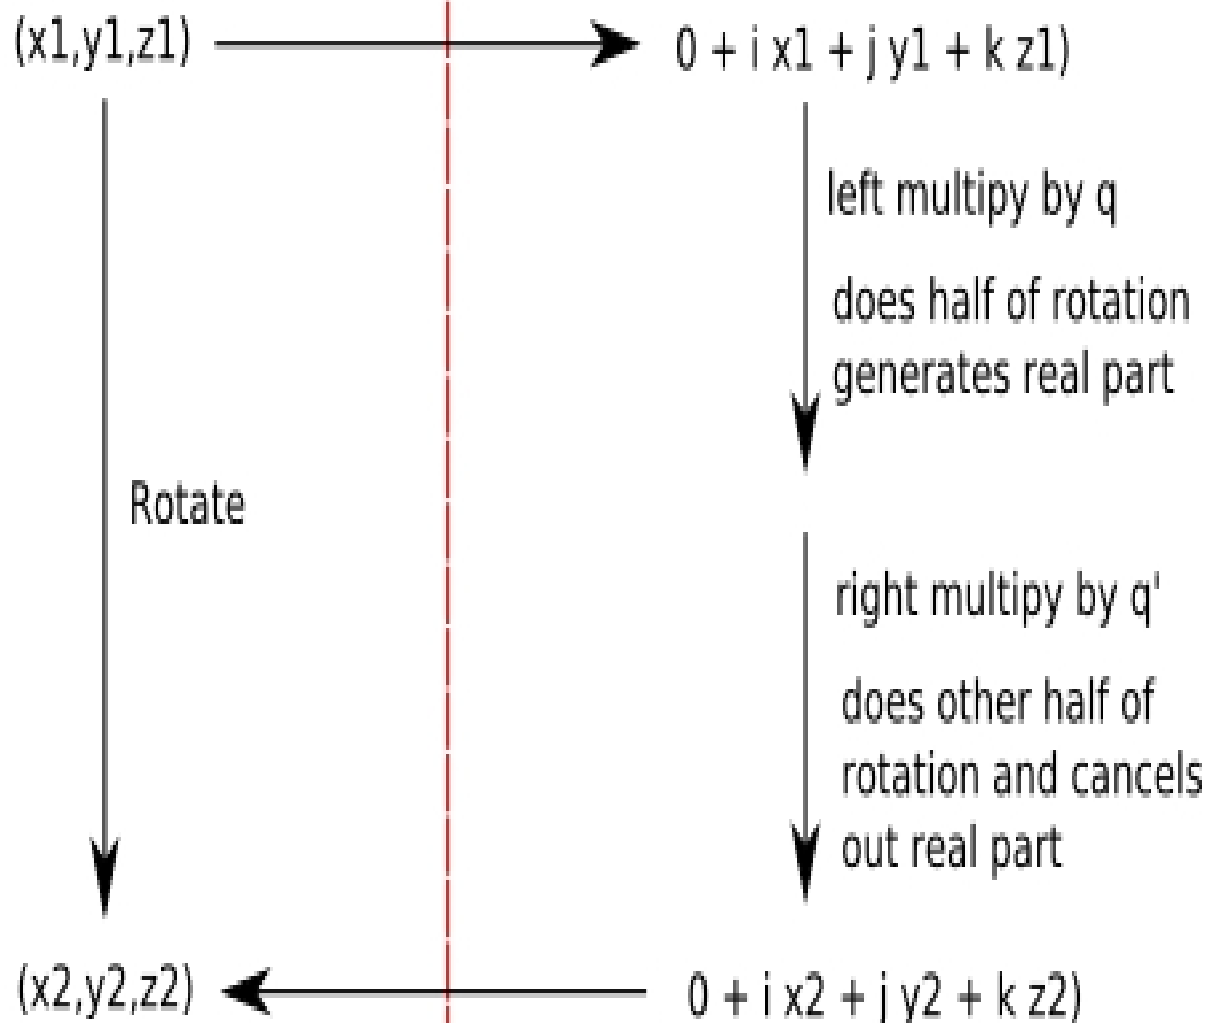 (x1,y1,z1)
0 + i x1 + j y1 + k z1)
left multipy by q
does half of rotation
generates real part
Rotate
right multipy by q'
does other half of
rotation and cancels
out real part
(x2,y2,z2)
0 + i x2 + j y2 + k z2)